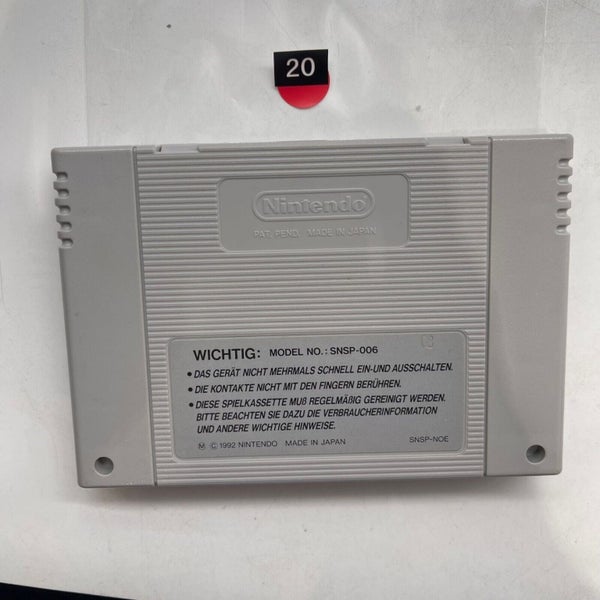 20
Nintendo
PAT. PEND. MADE IN JAPAN
WICHTIG: MODEL NO.: SNSP-006
• DAS GERÄT NICHT MEHRMALS SCHNELL EIN-UND AUSSCHALTEN.
• DIE KONTAKTE NICHT MIT DEN FINGERN BERÜHREN.
• DIESE SPIELKASSETTE MUß REGELMÄßIG GEREINIGT WERDEN.
BITTE BEACHTEN SIE DAZU DIE VERBRAUCHERINFORMATION
UND ANDERE WICHTIGE HINWEISE.
Ⓜ © 1992 NINTENDO MADE IN JAPAN SNSP-NOE